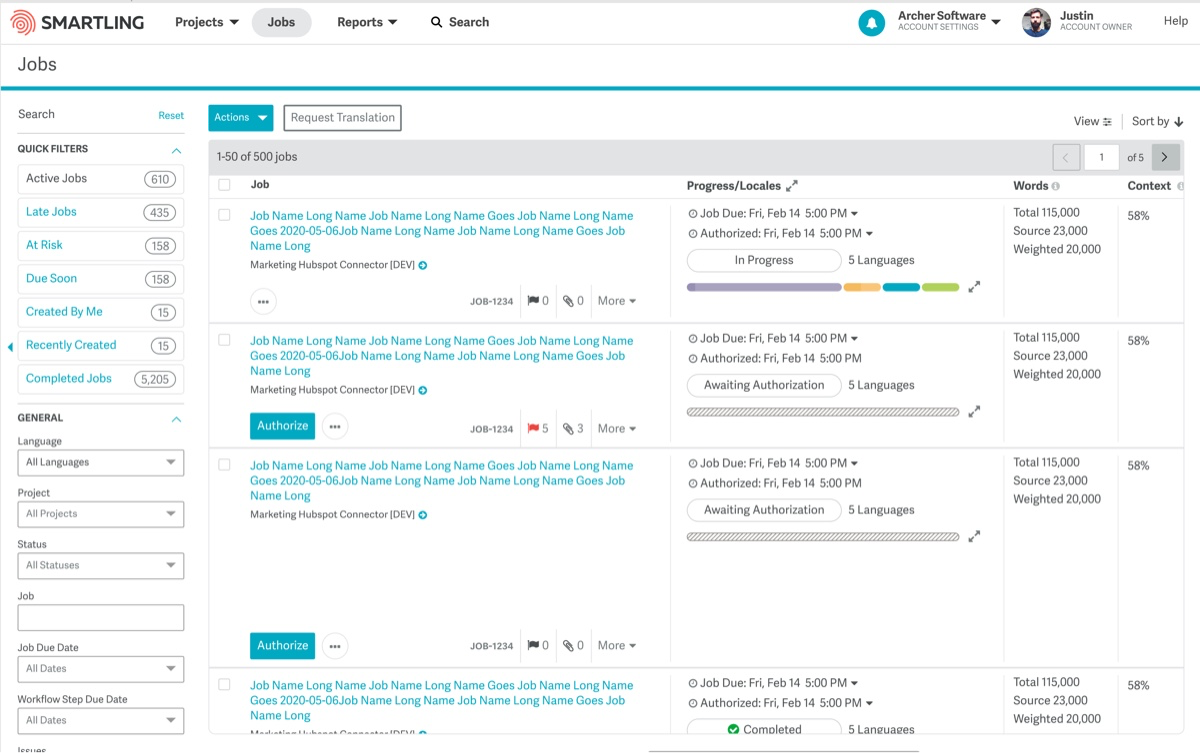 SMARTLING
Projects
Jobs
Reports
Search
Archer Software
ACCOUNT SETTINGS
Justin
ACCOUNT OWNER
Help
Jobs
Search
Reset
QUICK FILTERS
Active Jobs 610
Late Jobs 435
At Risk 158
Due Soon 158
Created By Me 15
Recently Created 15
Completed Jobs 5,205
GENERAL
Language
All Languages
Project
All Projects
Status
All Statuses
Job
Job Due Date
All Dates
Workflow Step Due Date
All Dates
Issues
Actions
Request Translation
View
Sort by
1-50 of 500 jobs
1 of 5
Job
Progress/Locales
Words
Context
Job Name Long Name Job Name Long Name Goes Job Name Long Name
Goes 2020-05-06Job Name Long Name Job Name Long Name Goes Job
Name Long
Marketing Hubspot Connector [DEV]
JOB-1234
0
0
More
Job Due: Fri, Feb 14 5:00 PM
Authorized: Fri, Feb 14 5:00 PM
In Progress
5 Languages
Total 115,000
Source 23,000
Weighted 20,000
58%
Job Name Long Name Job Name Long Name Goes Job Name Long Name
Goes 2020-05-06Job Name Long Name Job Name Long Name Goes Job
Name Long
Marketing Hubspot Connector [DEV]
Authorize
JOB-1234
5
3
More
Job Due: Fri, Feb 14 5:00 PM
Authorized: Fri, Feb 14 5:00 PM
Awaiting Authorization
5 Languages
Total 115,000
Source 23,000
Weighted 20,000
58%
Job Name Long Name Job Name Long Name Goes Job Name Long Name
Goes 2020-05-06Job Name Long Name Job Name Long Name Goes Job
Name Long
Marketing Hubspot Connector [DEV]
Authorize
JOB-1234
0
0
More
Job Due: Fri, Feb 14 5:00 PM
Authorized: Fri, Feb 14 5:00 PM
Awaiting Authorization
5 Languages
Total 115,000
Source 23,000
Weighted 20,000
58%
Job Name Long Name Job Name Long Name Goes Job Name Long Name
Goes 2020-05-06Job Name Long Name Job Name Long Name Goes Job
Name Long
Marketing Hubspot Connector [DEV]
Job Due: Fri, Feb 14 5:00 PM
Authorized: Fri, Feb 14 5:00 PM
Completed
5 Languages
Total 115,000
Source 23,000
Weighted 20,000
58%